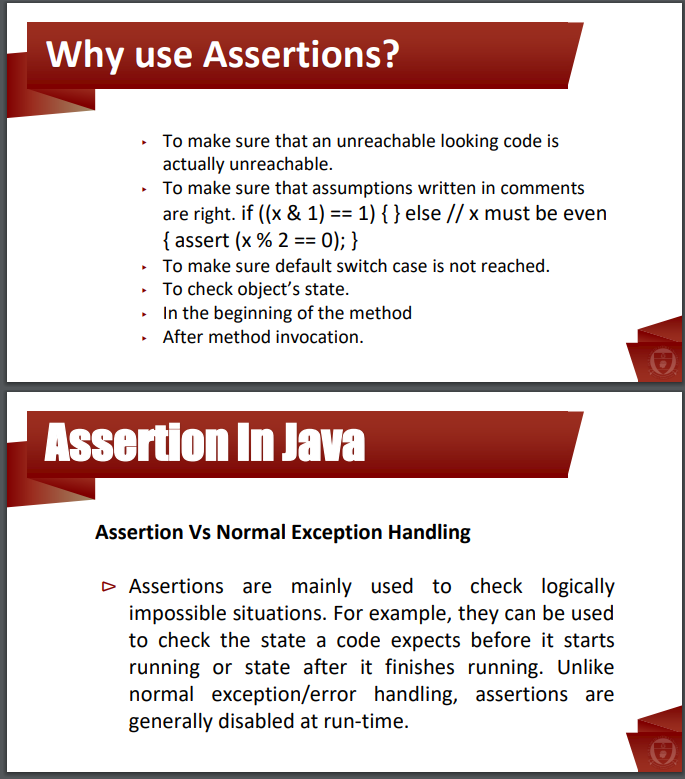 Why use Assertions?
‣ To make sure that an unreachable looking code is
actually unreachable.
‣ To make sure that assumptions written in comments
are right. if ((x & 1) == 1) { } else // x must be even
{ assert (x % 2 == 0); }
‣ To make sure default switch case is not reached.
‣ To check object’s state.
‣ In the beginning of the method
‣ After method invocation.
Assertion In Java
Assertion Vs Normal Exception Handling
⊳ Assertions are mainly used to check logically
impossible situations. For example, they can be used
to check the state a code expects before it starts
running or state after it finishes running. Unlike
normal exception/error handling, assertions are
generally disabled at run-time.